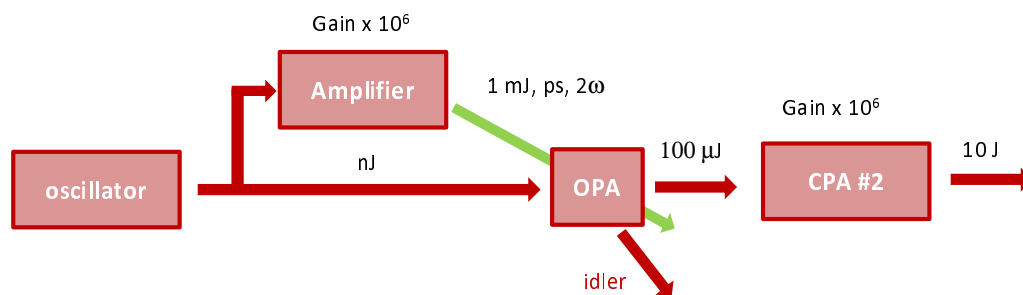 Gain x 10⁶
Amplifier
1 mJ, ps, 2ω
Gain x 10⁶
oscillator
nJ
OPA
100 μJ
CPA #2
10 J
idler